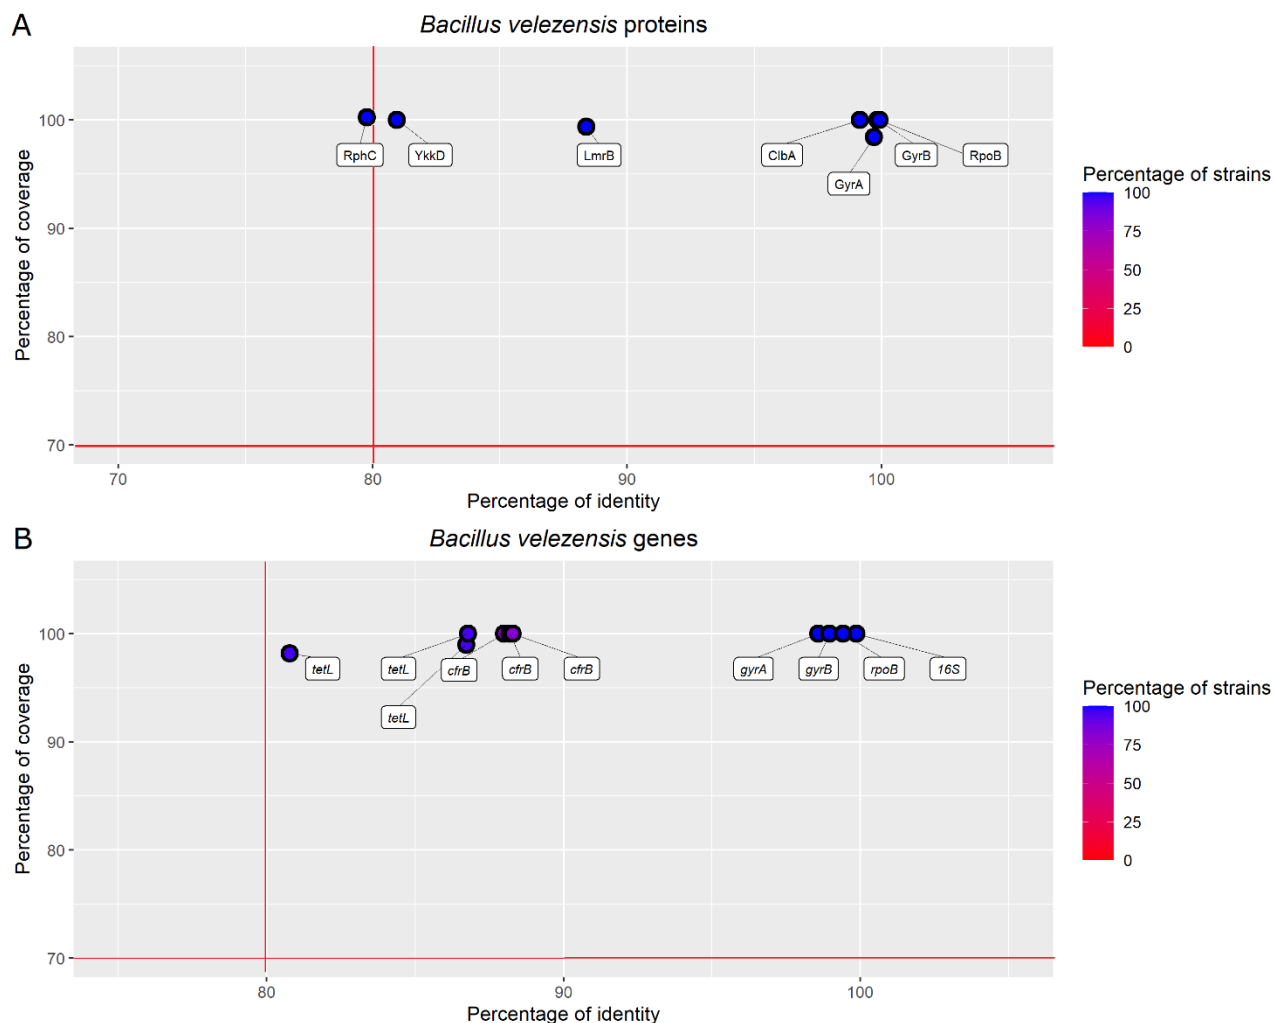 A
Bacillus velezensis proteins
Percentage of coverage
100
90
80
70
RphC
YkkD
LmrB
ClbA
GyrA
GyrB
RpoB
70
80
90
100
Percentage of identity
Percentage of strains
100
75
50
25
0
B
Bacillus velezensis genes
Percentage of coverage
100
90
80
70
tetL
tetL
tetL
cfrB
cfrB
cfrB
gyrA
gyrB
rpoB
16S
80
90
100
Percentage of identity
Percentage of strains
100
75
50
25
0